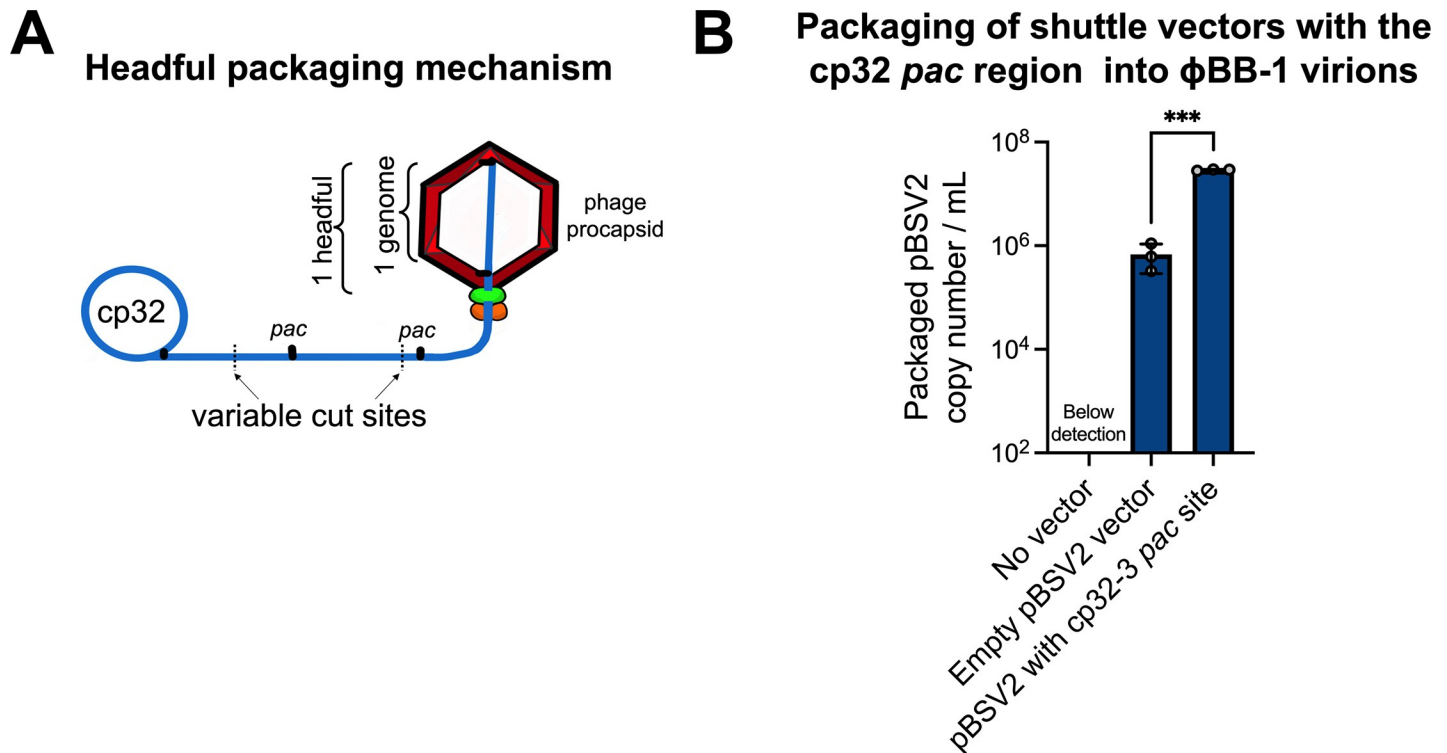 A
Headful packaging mechanism
1 headful
1 genome
phage
procapsid
cp32
pac
pac
variable cut sites
B
Packaging of shuttle vectors with the
cp32 pac region into ϕBB-1 virions
***
Packaged pBSV2
copy number / mL
10⁸
10⁶
10⁴
10²
Below
detection
No vector
Empty pBSV2 vector
pBSV2 with cp32-3 pac site